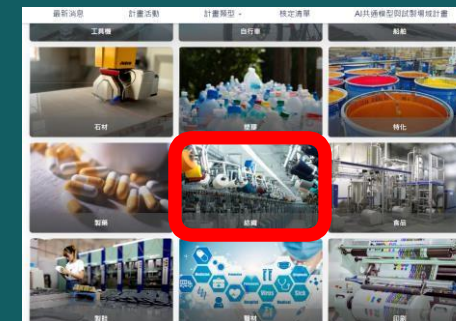 最新消息 計畫活動 計畫類型 核定清單 AI共通模型與試製場域計畫
工具機 自行車 船舶
石材 塑膠 特化
製藥 紡織 食品
製鞋 醫材 印刷